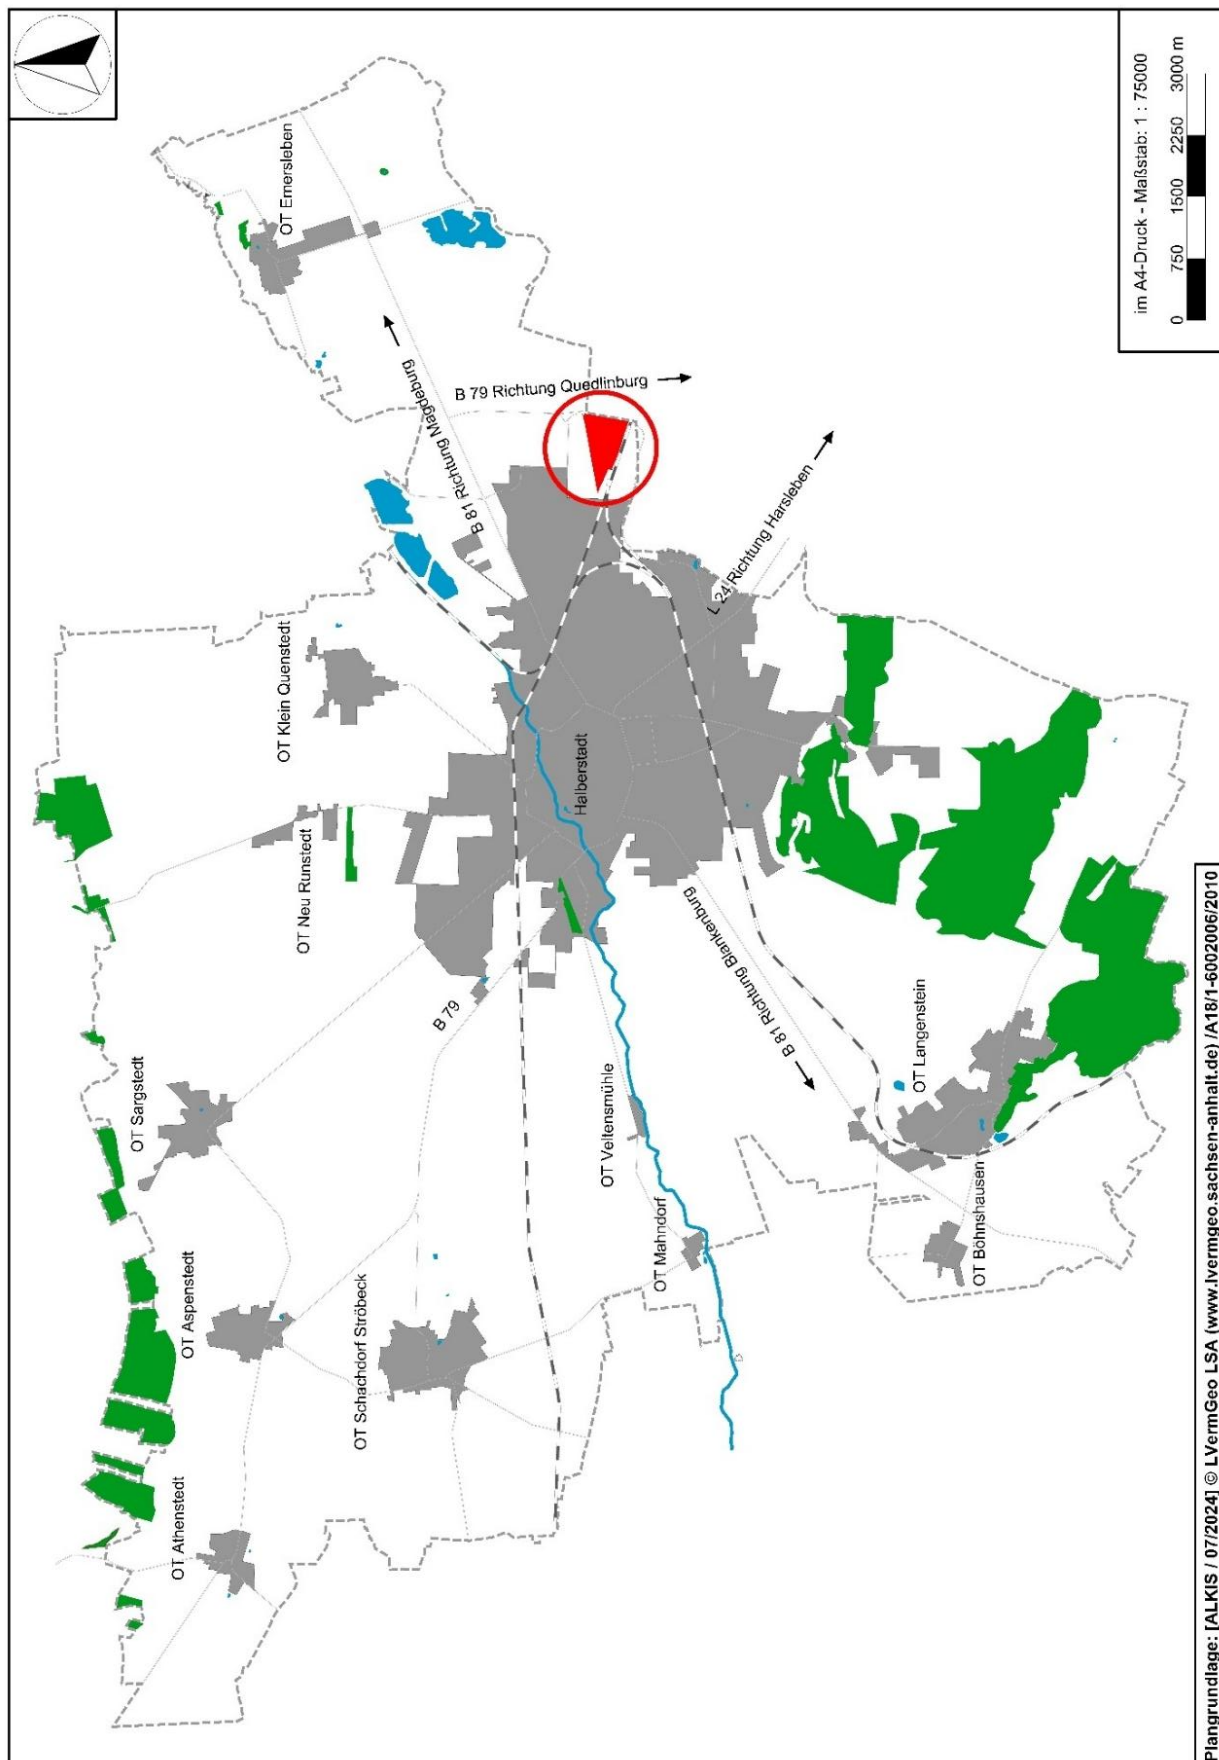 im A4-Druck - Maßstab: 1 : 75000
0 750 1500 2250 3000 m
OT Emersleben
B 81 Richtung Magdeburg
B 79 Richtung Quedlinburg
L 24 Richtung Harsleben
OT Klein Quenstedt
OT Neu Runstedt
Halberstadt
B 79
B 81 Richtung Blankenburg
OT Sargstedt
OT Aspenstedt
OT Athenstedt
OT Schachdorf Ströbeck
OT Veltensmühle
OT Mahndorf
OT Langenstein
OT Böhnshausen
Plangrundlage: [ALKIS / 07/2024] © LVermGeo LSA (www.lvermgeo.sachsen-anhalt.de) /A18/1-6002006/2010